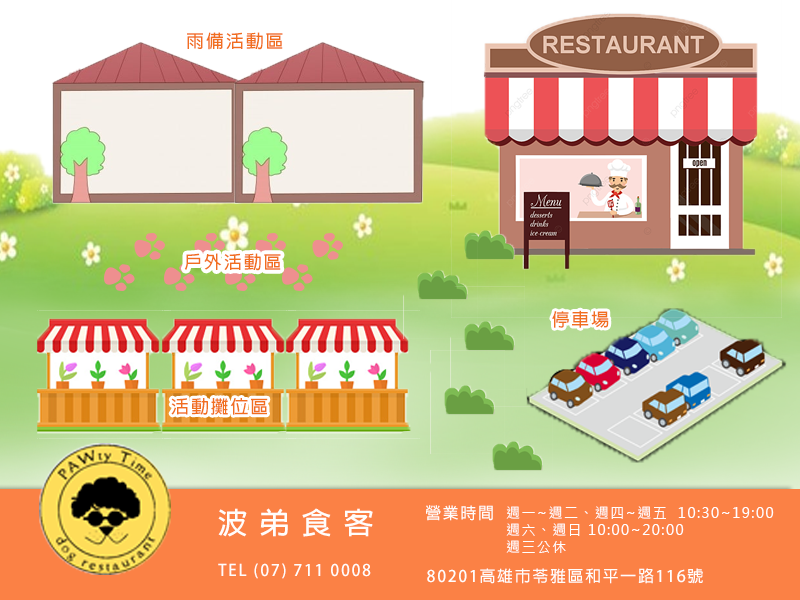 雨備活動區
RESTAURANT
open
Menu
desserts
drinks
ice cream
戶外活動區
停車場
活動攤位區
PAWty Time
dog restaurant
波弟食客
TEL (07) 711 0008
營業時間 週一~週二、週四~週五 10:30~19:00
週六、週日 10:00~20:00
週三公休
80201高雄市苓雅區和平一路116號